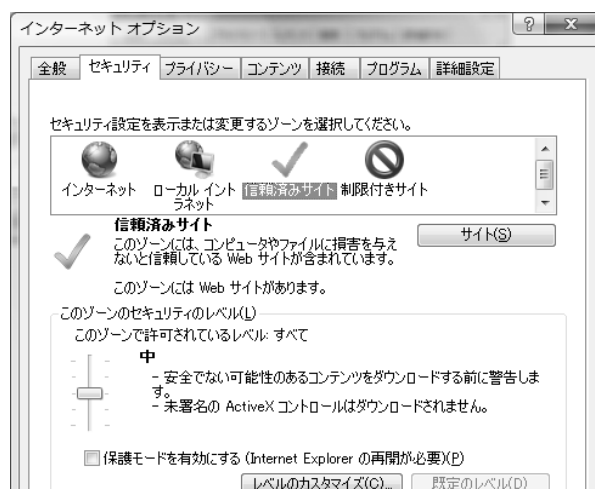 インターネット オプション
全般 セキュリティ プライバシー コンテンツ 接続 プログラム 詳細設定
セキュリティ設定を表示または変更するゾーンを選択してください。
インターネット ローカル イントラネット 信頼済みサイト 制限付きサイト
信頼済みサイト
サイト(S)
このゾーンには、コンピュータやファイルに損害を与え
ないと信頼している Web サイトが含まれています。
このゾーンには Web サイトがあります。
このゾーンのセキュリティのレベル(L)
このゾーンで許可されているレベル: すべて
中
- 安全でない可能性のあるコンテンツをダウンロードする前に警告しま
す。
- 未署名の ActiveX コントロールはダウンロードされません。
保護モードを有効にする (Internet Explorer の再開が必要)(P)
レベルのカスタマイズ(C)... 既定のレベル(D)